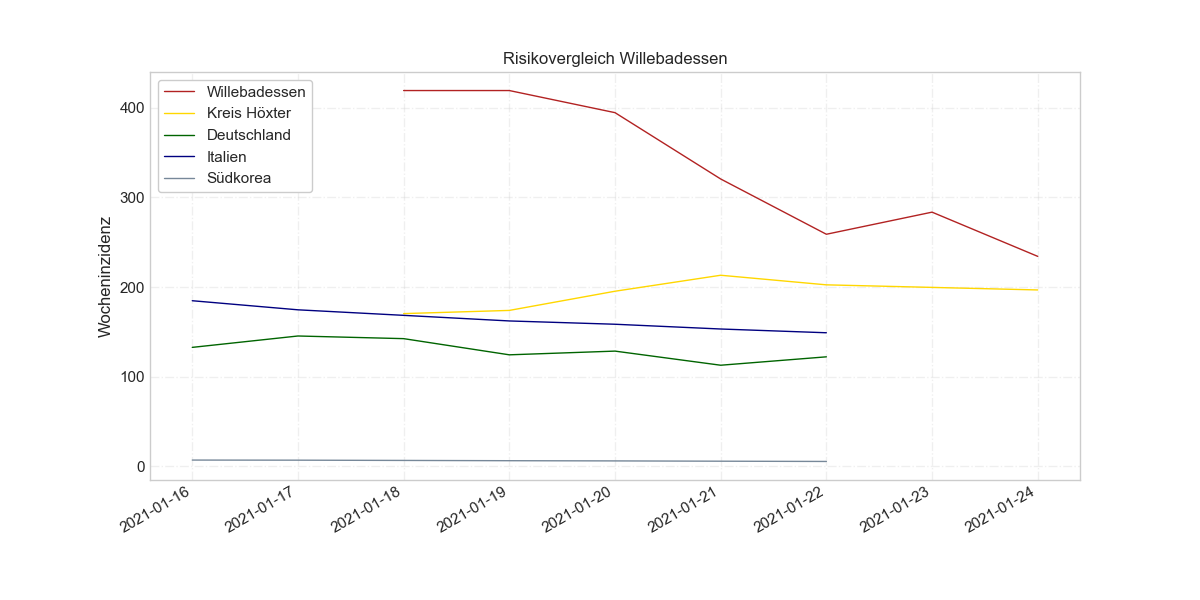 Risikovergleich Willebadessen
Willebadessen
Kreis Höxter
Deutschland
Italien
Südkorea
Wocheninzidenz
400
300
200
100
0
2021-01-16
2021-01-17
2021-01-18
2021-01-19
2021-01-20
2021-01-21
2021-01-22
2021-01-23
2021-01-24